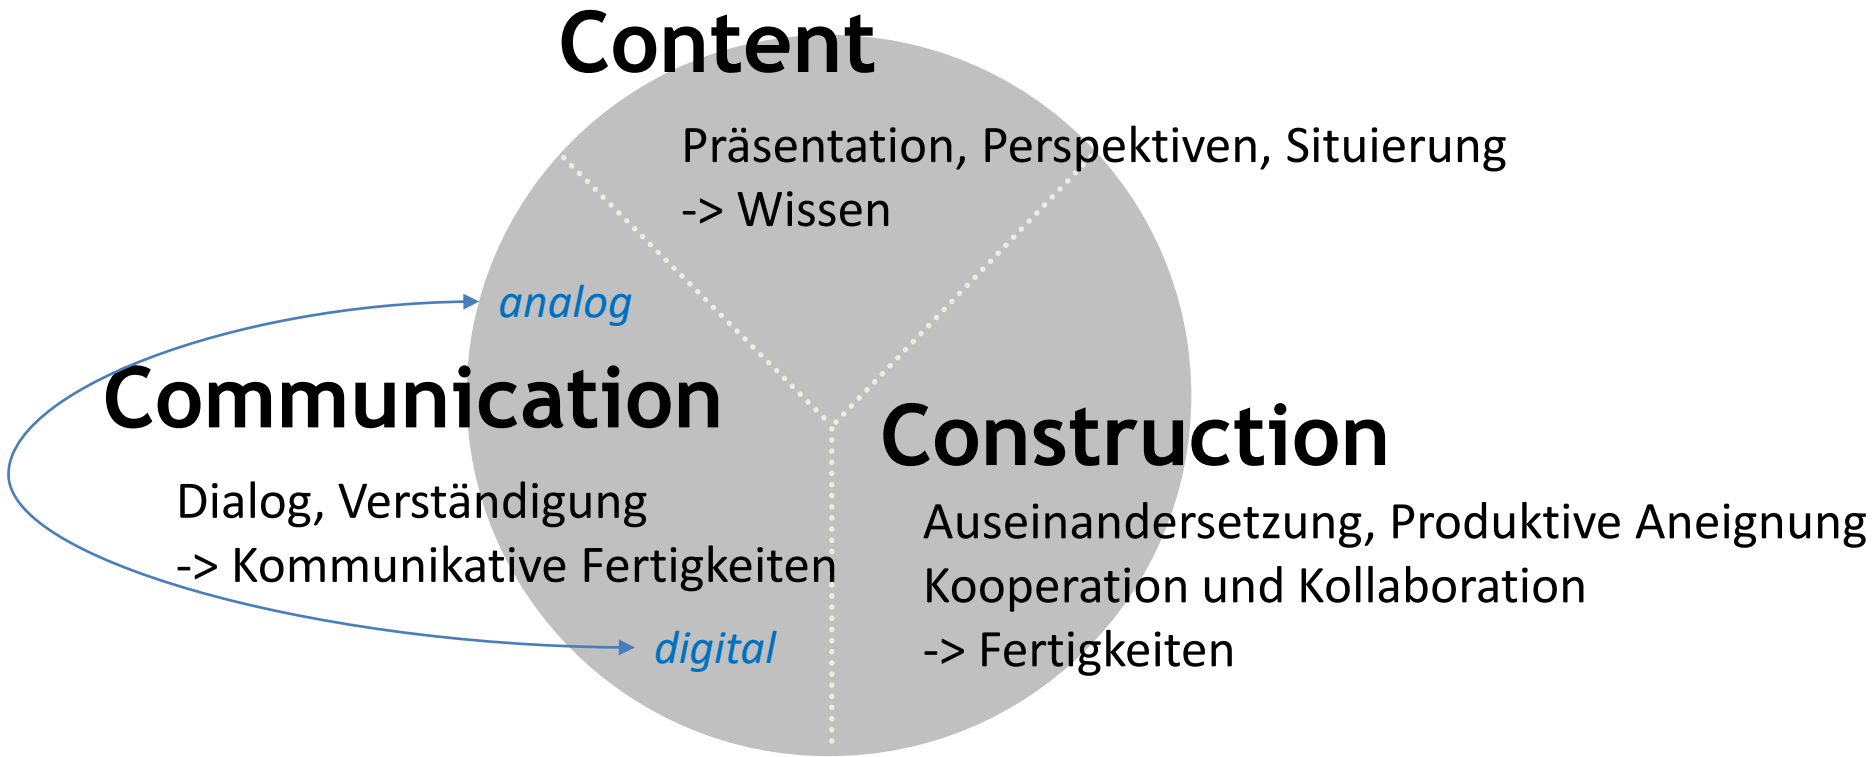 Content
Präsentation, Perspektiven, Situierung
-> Wissen
analog
Communication
Dialog, Verständigung
-> Kommunikative Fertigkeiten
digital
Construction
Auseinandersetzung, Produktive Aneignung
Kooperation und Kollaboration
-> Fertigkeiten